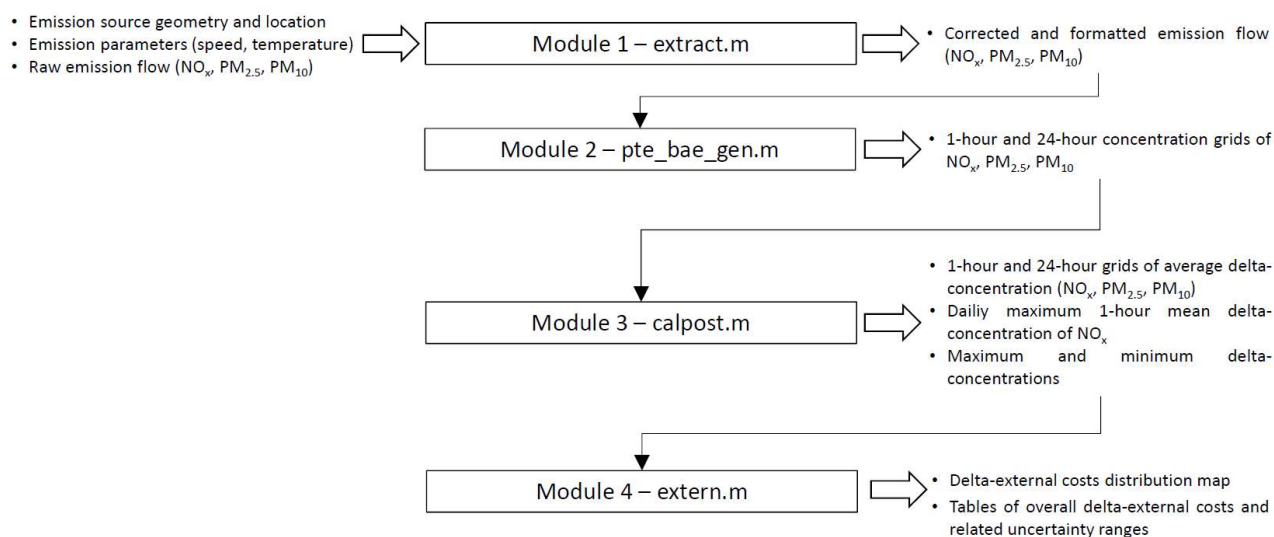 • Emission source geometry and location
• Emission parameters (speed, temperature)
• Raw emission flow (NOx, PM2.5, PM10)
Module 1 – extract.m
• Corrected and formatted emission flow
(NOx, PM2.5, PM10)
Module 2 – pte_bae_gen.m
• 1-hour and 24-hour concentration grids of
NOx, PM2.5, PM10
Module 3 – calpost.m
• 1-hour and 24-hour grids of average delta-
concentration (NOx, PM2.5, PM10)
• Dailiy maximum 1-hour mean delta-
concentration of NOx
• Maximum and minimum delta-
concentrations
Module 4 – extern.m
• Delta-external costs distribution map
• Tables of overall delta-external costs and
related uncertainty ranges